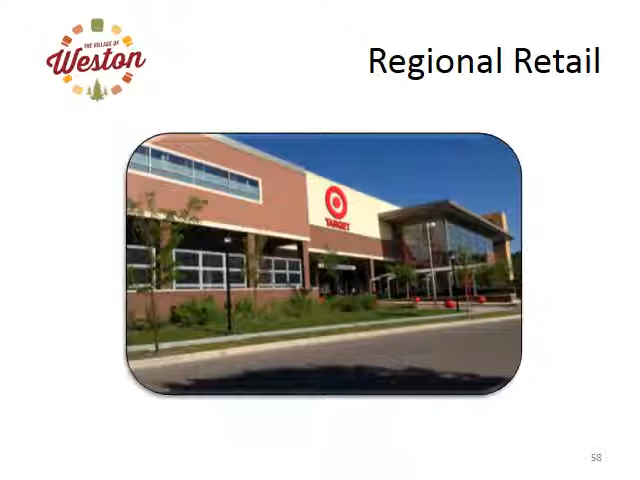 THE VILLAGE OF
Weston
Regional Retail
TARGET
58